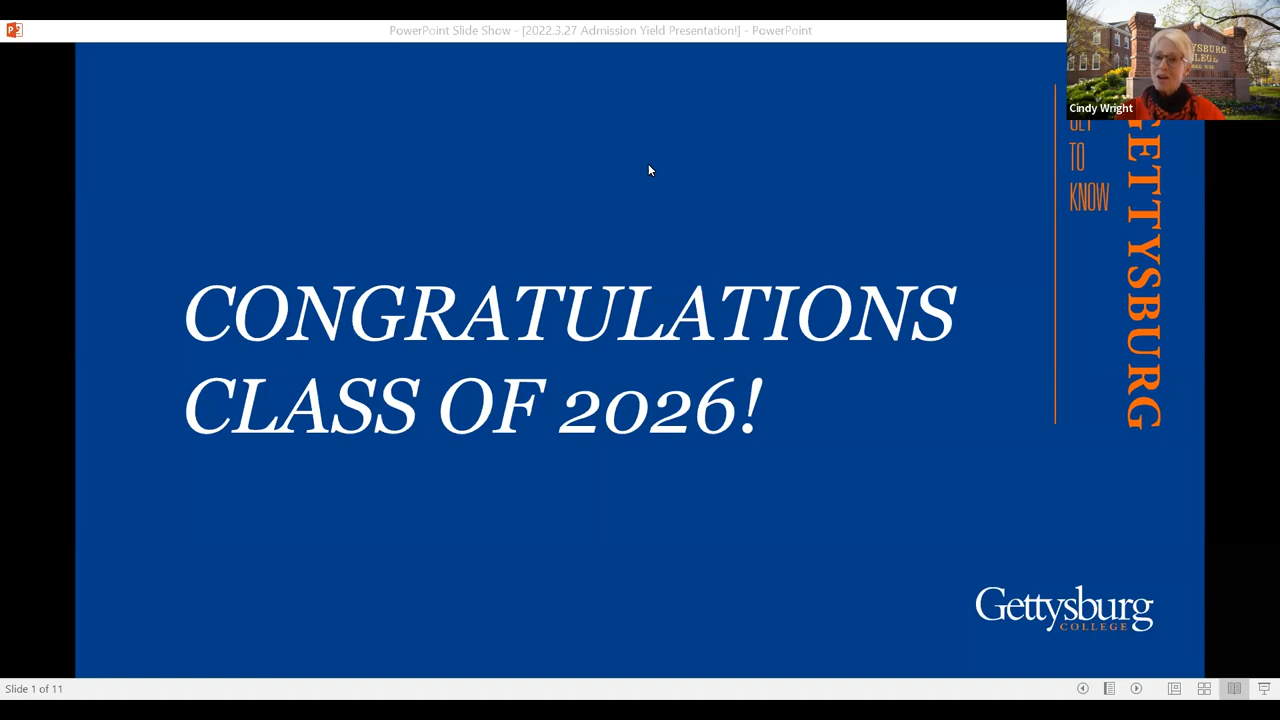 PowerPoint Slide Show - [2022.3.27 Admission Yield Presentation!] - PowerPoint
Cindy Wright
TO
KNOW
GETTYSBURG
CONGRATULATIONS
CLASS OF 2026!
Gettysburg
COLLEGE
Slide 1 of 11